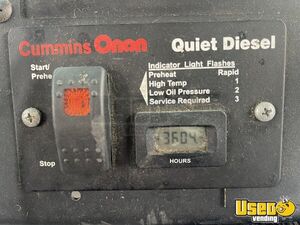 Cummins Onan
Quiet Diesel
Start/
Prehe
Indicator Light Flashes
Preheat Rapid
High Temp 1
Low Oil Pressure 2
Service Required 3
Stop
3604
HOURS
Used
vending